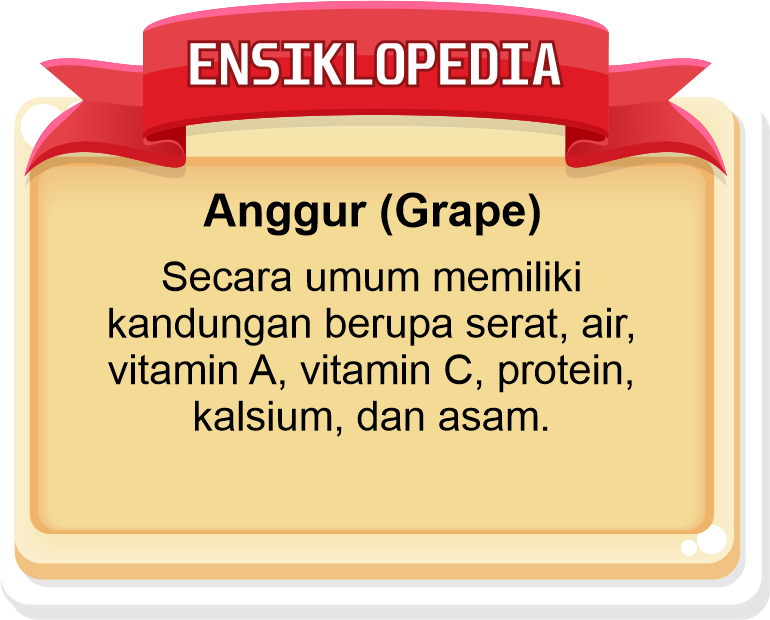 ENSIKLOPEDIA
Anggur (Grape)
Secara umum memiliki
kandungan berupa serat, air,
vitamin A, vitamin C, protein,
kalsium, dan asam.